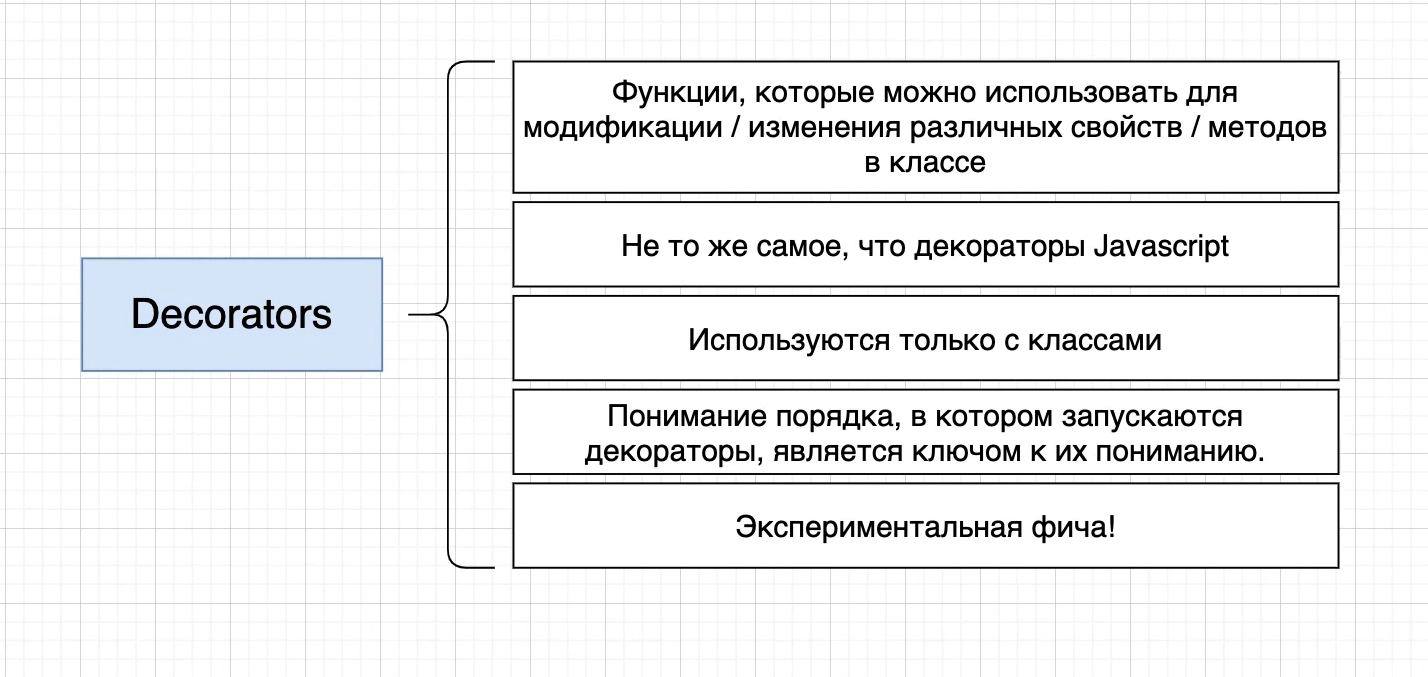 Decorators
Функции, которые можно использовать для
модификации / изменения различных свойств / методов
в классе
Не то же самое, что декораторы Javascript
Используются только с классами
Понимание порядка, в котором запускаются
декораторы, является ключом к их пониманию.
Экспериментальная фича!